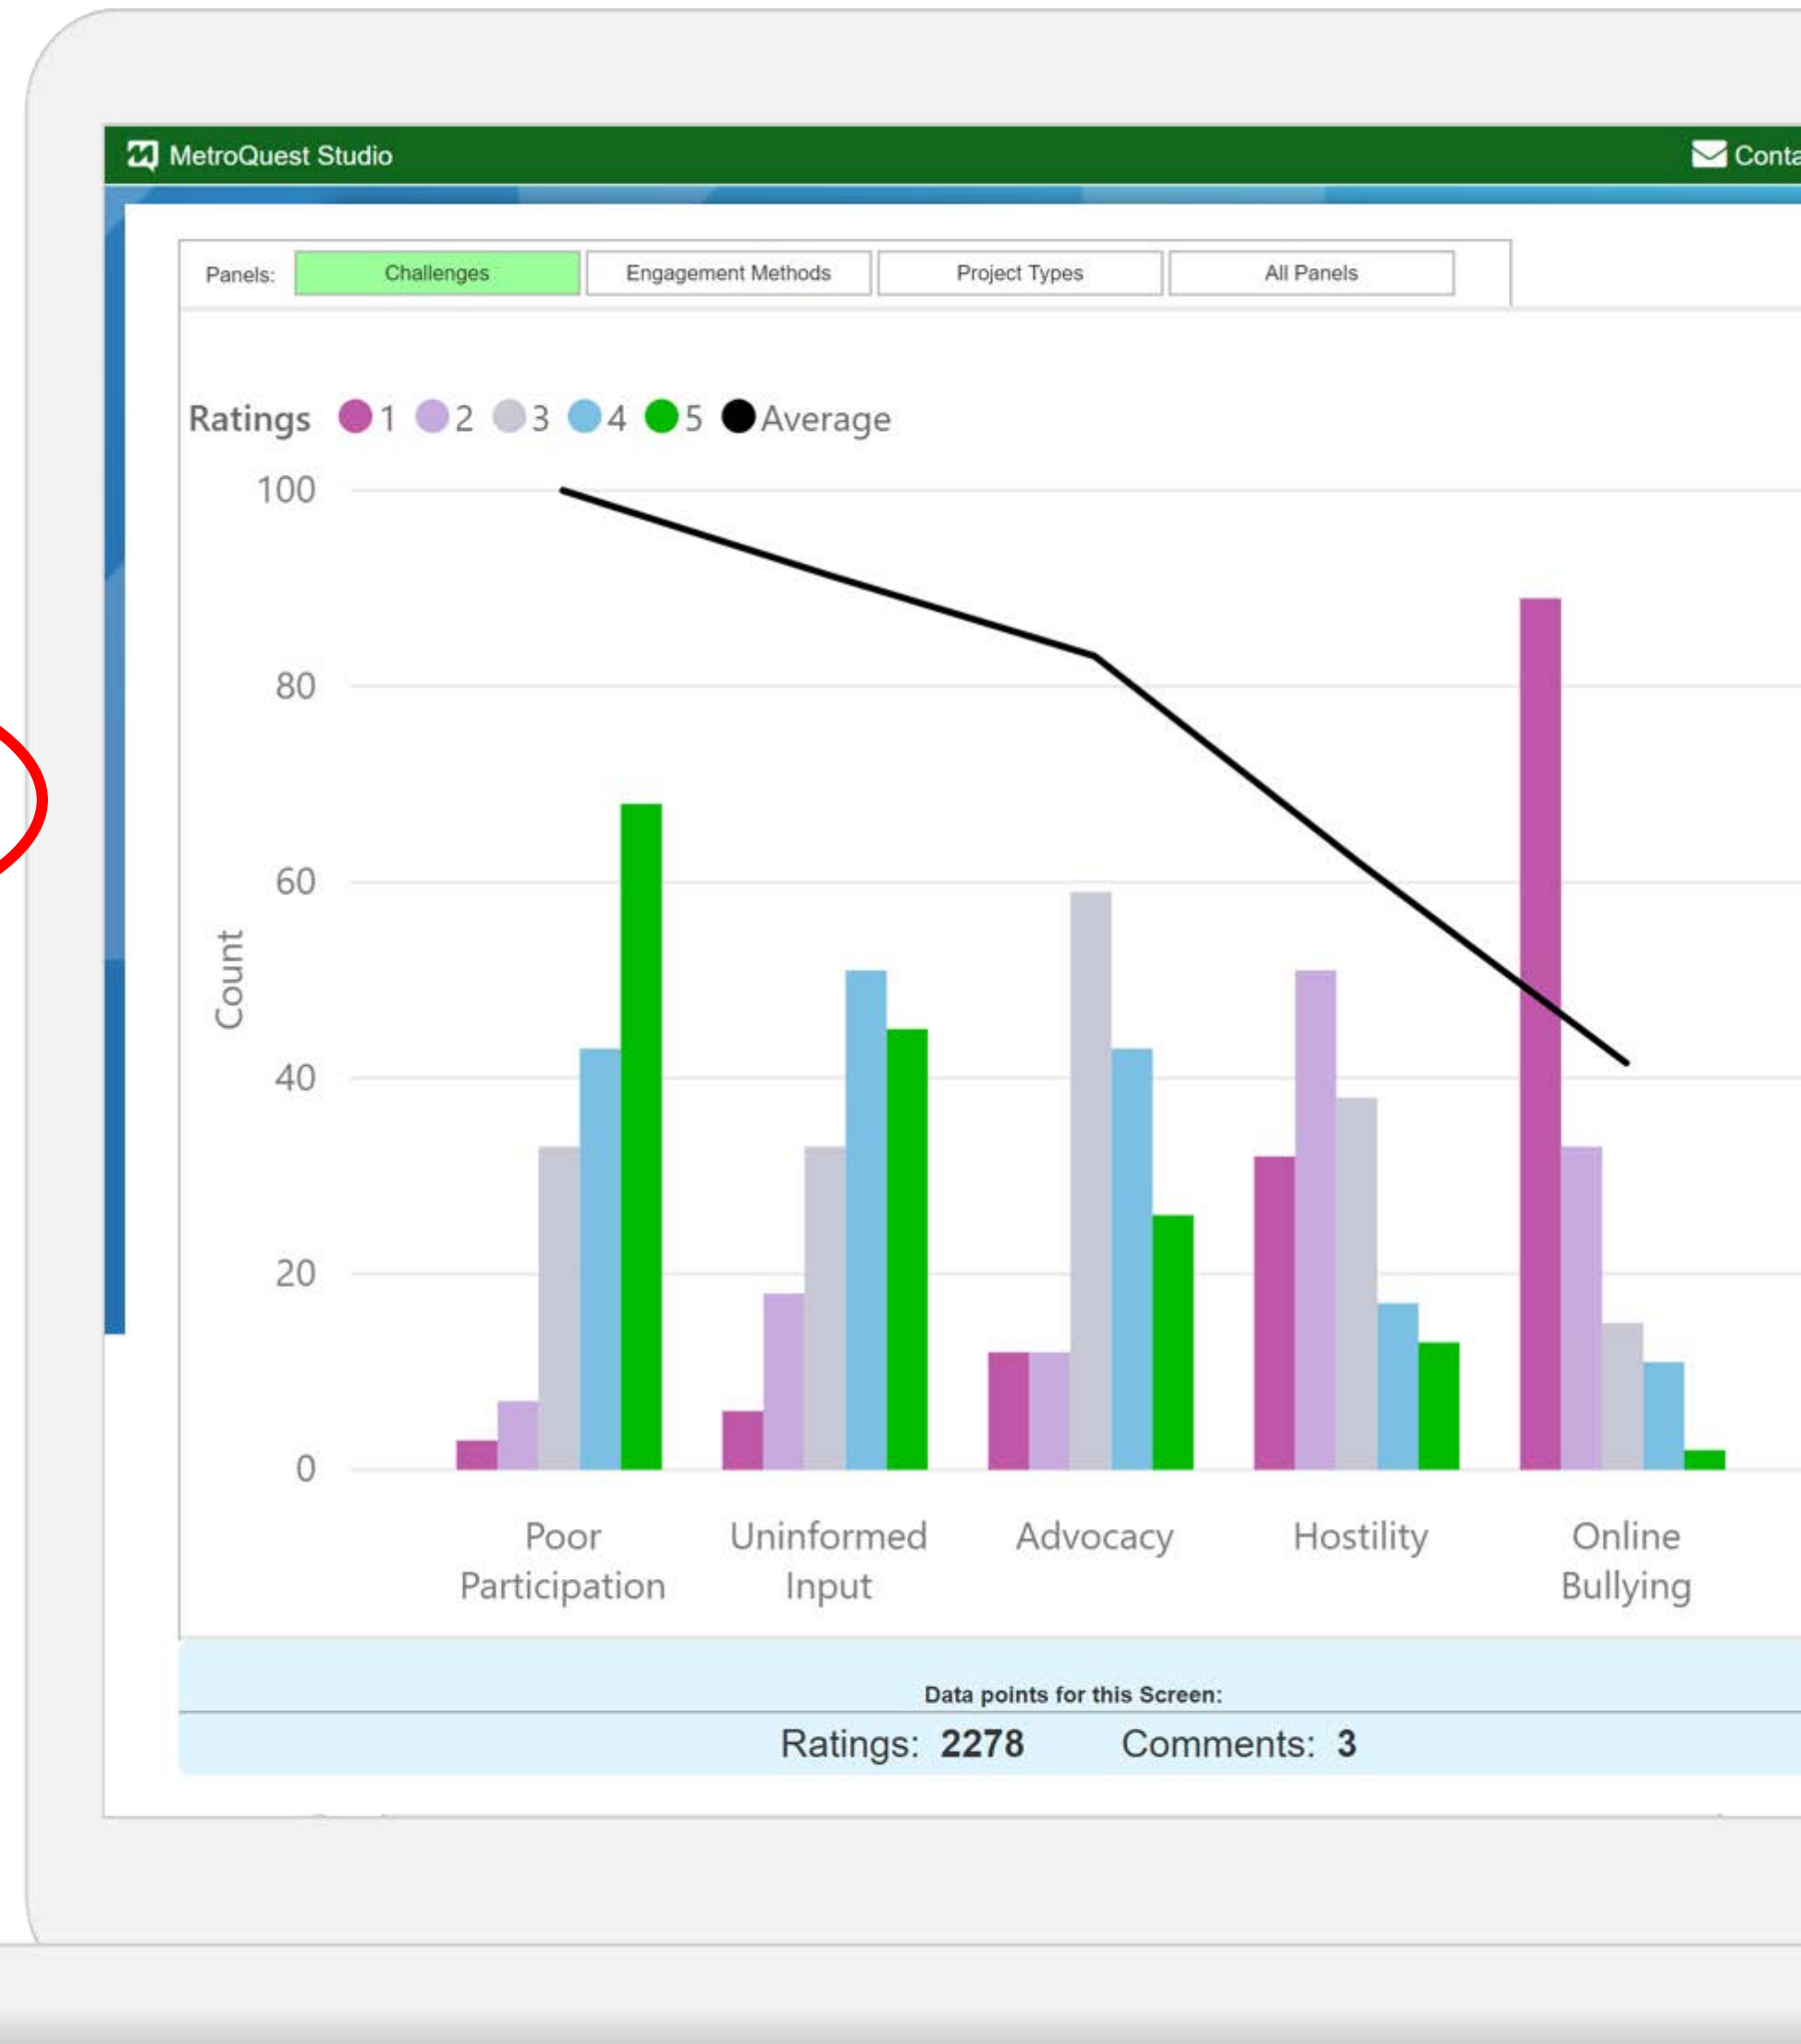 MetroQuest Studio
Conta
Panels: Challenges Engagement Methods Project Types All Panels
Ratings 1 2 3 4 5 Average
100
80
60
40
20
0
Count
Poor Participation
Uninformed Input
Advocacy
Hostility
Online Bullying
Data points for this Screen:
Ratings: 2278 Comments: 3